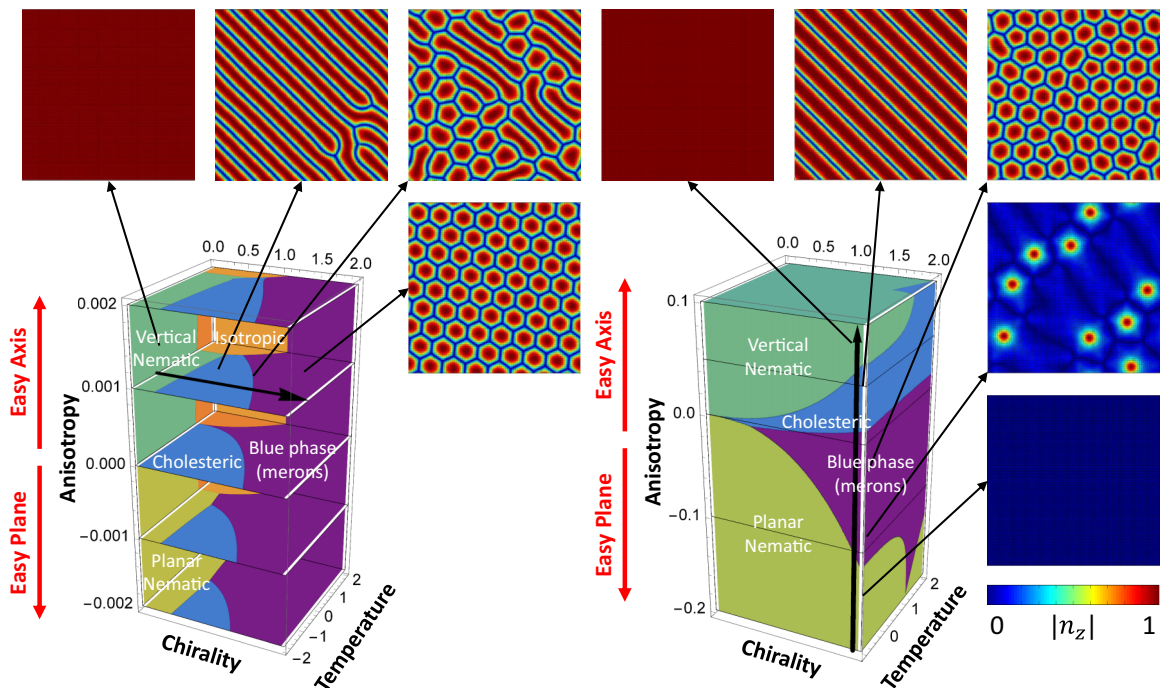 0.0
0.5
1.0
1.5
2.0
0.002
0.001
0.000
−0.001
−0.002
Anisotropy
Easy Axis
Easy Plane
Vertical
Nematic
Isotropic
Cholesteric
Blue phase
(merons)
Planar
Nematic
Chirality
−2
−1
0
1
2
Temperature
0.0
0.5
1.0
1.5
2.0
0.1
0.0
−0.1
−0.2
Anisotropy
Easy Axis
Easy Plane
Vertical
Nematic
Cholesteric
Blue phase
(merons)
Planar
Nematic
Chirality
0
1
2
Temperature
0 |n_z| 1